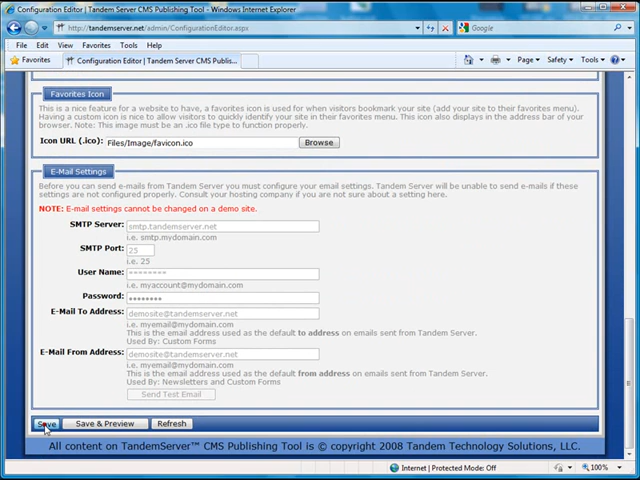 Configuration Editor | Tandem Server CMS Publishing Tool - Windows Internet Explorer
http://tandemserver.net/admin/ConfigurationEditor.aspx
Google
File Edit View Favorites Tools Help
Favorites
Configuration Editor | Tandem Server CMS Publis...
Page Safety Tools
Favorites Icon
This is a nice feature for a website to have, a favorites icon is used for when visitors bookmark your site (add your site to their favorites menu).
Having a custom icon is nice to allow visitors to quickly identify your site in their favorites menu. This icon also displays in the address bar of your
browser. Note: This image must be an .ico file type to function properly.
Icon URL (.ico): Files/Image/favicon.ico Browse
E-Mail Settings
Before you can send e-mails from Tandem Server you must configure your email settings. Tandem Server will be unable to send e-mails if these
settings are not configured properly. Consult your hosting company if you are not sure about a setting here.
NOTE: E-mail settings cannot be changed on a demo site.
SMTP Server: smtp.tandemserver.net
i.e. smtp.mydomain.com
SMTP Port: 25
i.e. 25
User Name: ********
i.e. myaccount@mydomain.com
Password: ••••••••
E-Mail To Address: demosite@tandemserver.net
i.e. myemail@mydomain.com
This is the email address used as the default to address on emails sent from Tandem Server.
Used By: Custom Forms
E-Mail From Address: demosite@tandemserver.net
i.e. myemail@mydomain.com
This is the email address used as the default from address on emails sent from Tandem Server.
Used By: Newsletters and Custom Forms
Send Test Email
Save Save & Preview Refresh
All content on TandemServer™ CMS Publishing Tool is © copyright 2008 Tandem Technology Solutions, LLC.
Internet | Protected Mode: Off 100%